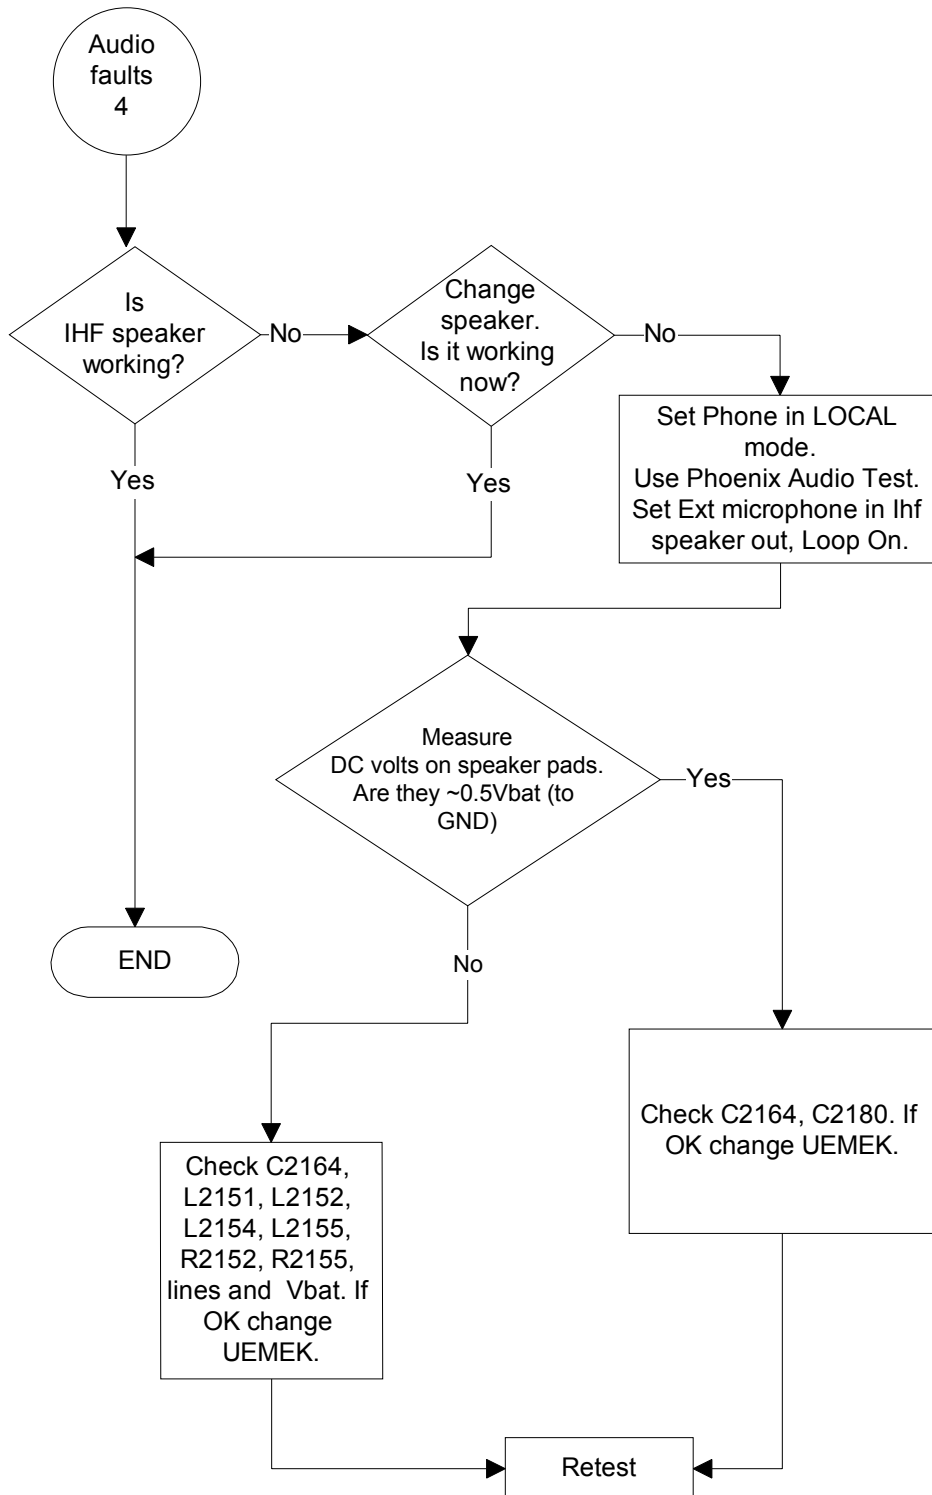 Audio
faults
4
Is
IHF speaker
working?
No
Change
speaker.
Is it working
now?
No
Yes
Yes
Set Phone in LOCAL
mode.
Use Phoenix Audio Test.
Set Ext microphone in Ihf
speaker out, Loop On.
Measure
DC volts on speaker pads.
Are they ~0.5Vbat (to
GND)
Yes
No
END
Check C2164, C2180. If
OK change UEMEK.
Check C2164,
L2151, L2152,
L2154, L2155,
R2152, R2155,
lines and Vbat. If
OK change
UEMEK.
Retest